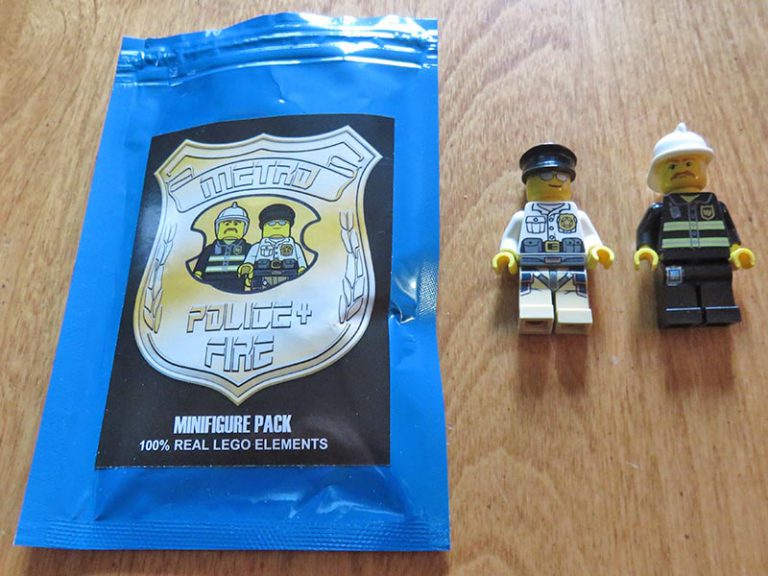 METRO
POLICE +
FIRE
MINIFIGURE PACK
100% REAL LEGO ELEMENTS